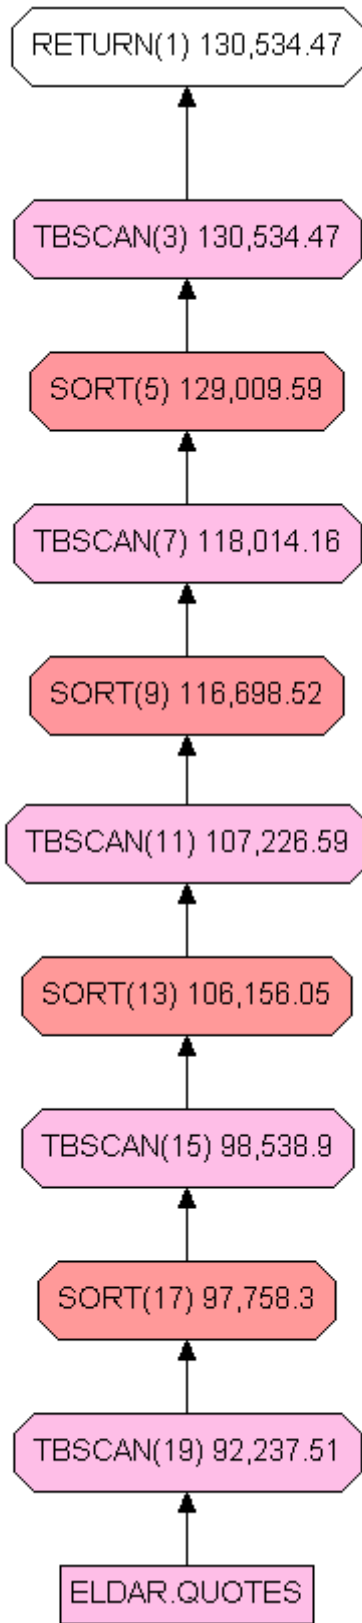 RETURN(1) 130,534.47
TBSCAN(3) 130,534.47
SORT(5) 129,009.59
TBSCAN(7) 118,014.16
SORT(9) 116,698.52
TBSCAN(11) 107,226.59
SORT(13) 106,156.05
TBSCAN(15) 98,538.9
SORT(17) 97,758.3
TBSCAN(19) 92,237.51
ELDAR.QUOTES